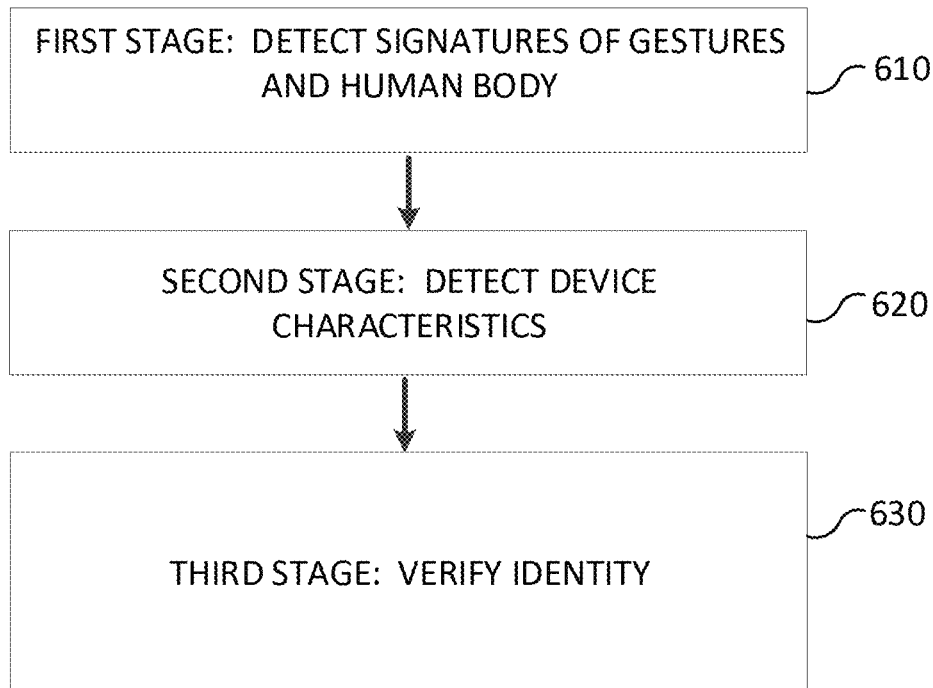 FIRST STAGE: DETECT SIGNATURES OF GESTURES
AND HUMAN BODY
610
SECOND STAGE: DETECT DEVICE
CHARACTERISTICS
620
THIRD STAGE: VERIFY IDENTITY
630